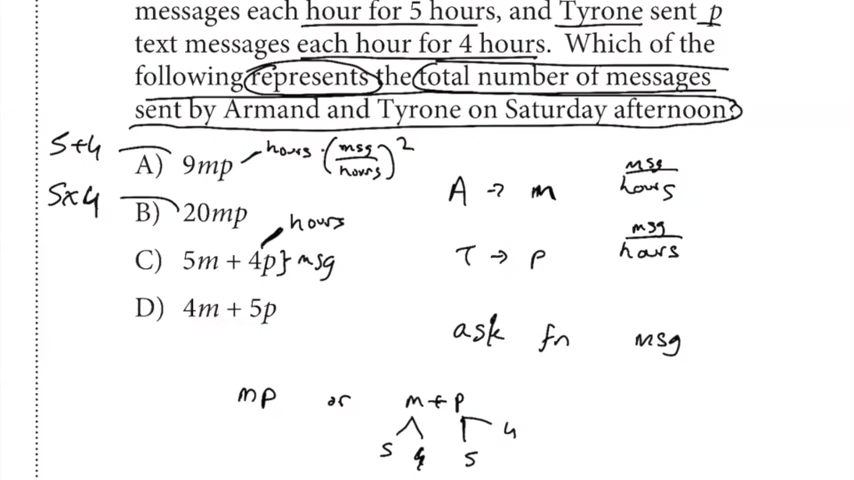 messages each hour for 5 hours, and Tyrone sent p
text messages each hour for 4 hours. Which of the
following represents the total number of messages
sent by Armand and Tyrone on Saturday afternoon?
5+4
A) 9mp
hours · (msg/hours)²
5×4
B) 20mp
hours
C) 5m + 4p} msg
D) 4m + 5p
A → m msg/hours
T → p msg/hours
ask fn msg
mp or m + p
5 4 5 4